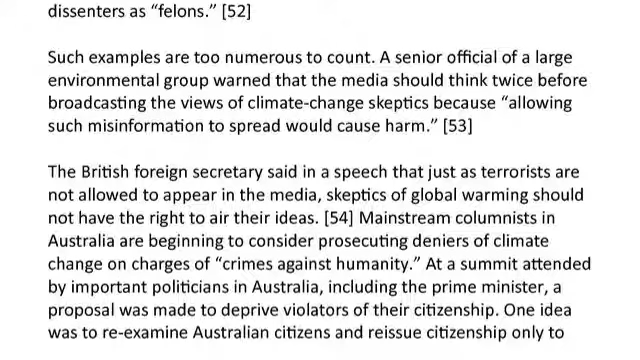 dissenters as “felons.” [52]
Such examples are too numerous to count. A senior official of a large
environmental group warned that the media should think twice before
broadcasting the views of climate-change skeptics because “allowing
such misinformation to spread would cause harm.” [53]
The British foreign secretary said in a speech that just as terrorists are
not allowed to appear in the media, skeptics of global warming should
not have the right to air their ideas. [54] Mainstream columnists in
Australia are beginning to consider prosecuting deniers of climate
change on charges of “crimes against humanity.” At a summit attended
by important politicians in Australia, including the prime minister, a
proposal was made to deprive violators of their citizenship. One idea
was to re-examine Australian citizens and reissue citizenship only to